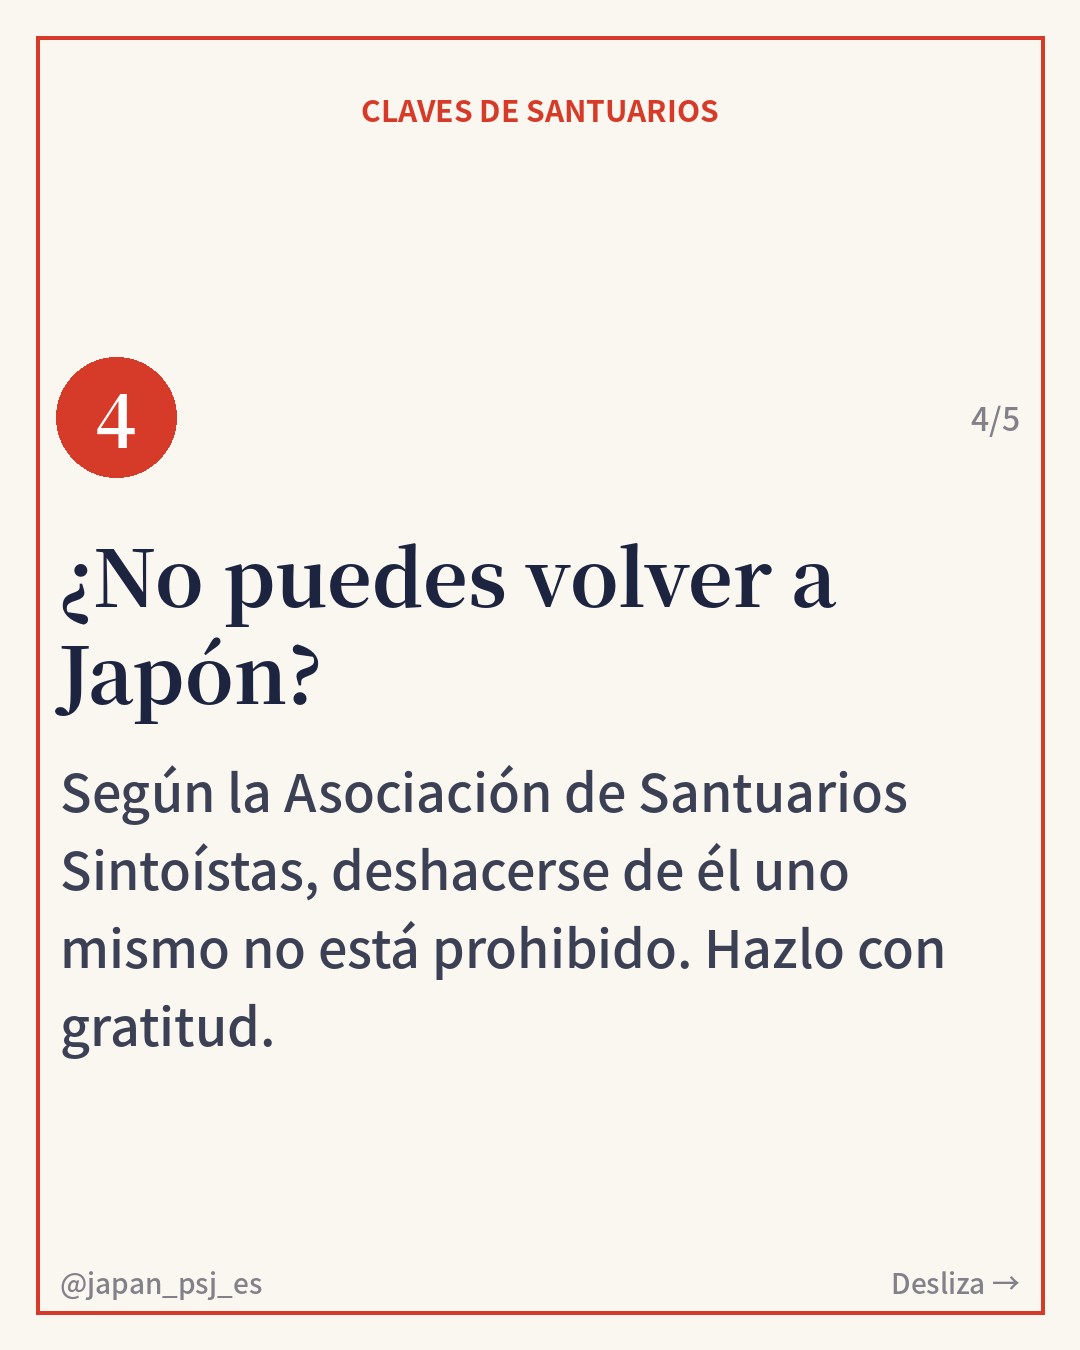 CLAVES DE SANTUARIOS
4
4/5
¿No puedes volver a
Japón?
Según la Asociación de Santuarios
Sintoístas, deshacerse de él uno
mismo no está prohibido. Hazlo con
gratitud.
@japan_psj_es
Desliza →